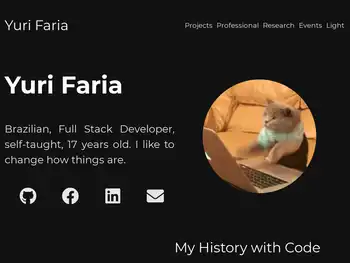 Yuri Faria
Projects Professional Research Events Light
Yuri Faria
Brazilian, Full Stack Developer,
self-taught, 17 years old. I like to
change how things are.
My History with Code